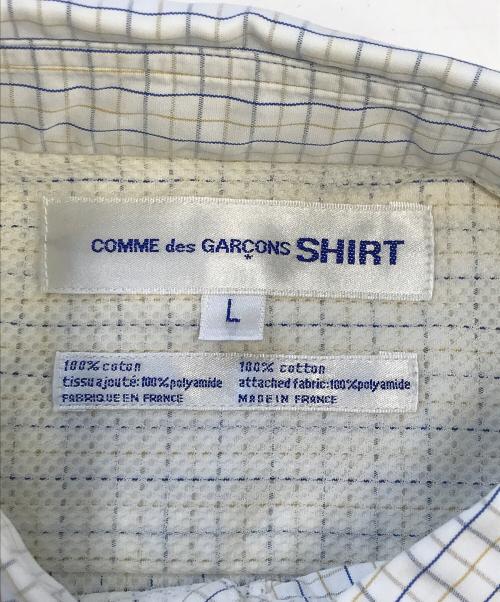 COMME des GARÇONS SHIRT
*
L
100% coton 100% cotton
tissu ajouté:100%polyamide attached fabric:100%polyamide
FABRIQUE EN FRANCE MADE IN FRANCE